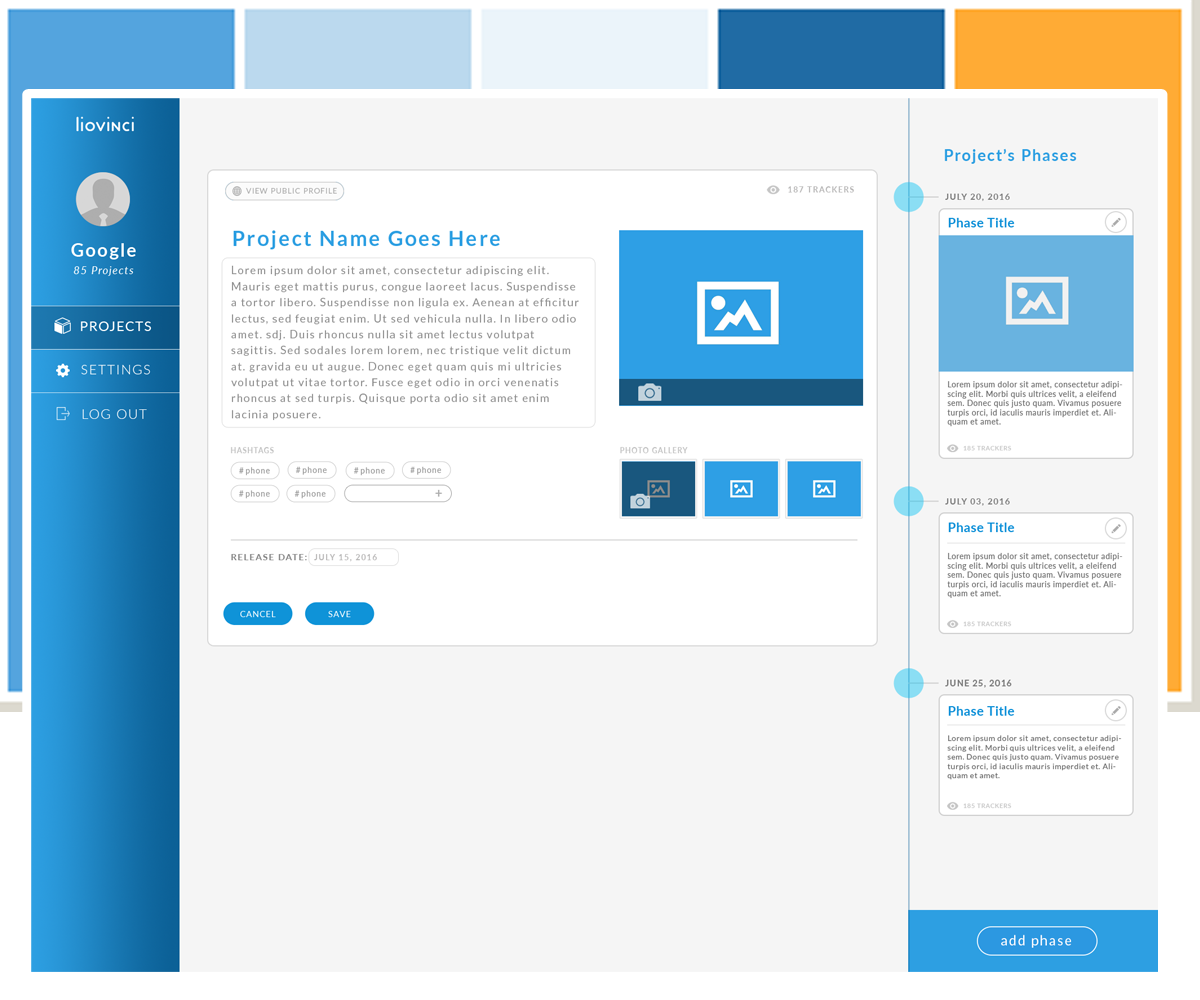 liovinci
Google
85 Projects
PROJECTS
SETTINGS
LOG OUT
VIEW PUBLIC PROFILE
187 TRACKERS
Project Name Goes Here
Lorem ipsum dolor sit amet, consectetur adipiscing elit.
Mauris eget mattis purus, congue laoreet lacus. Suspendisse
a tortor libero. Suspendisse non ligula ex. Aenean at efficitur
lectus, sed feugiat enim. Ut sed vehicula nulla. In libero odio
amet. sdj. Duis rhoncus nulla sit amet lectus volutpat
sagittis. Sed sodales lorem lorem, nec tristique velit dictum
at. gravida eu ut augue. Donec eget quam quis mi ultricies
volutpat ut vitae tortor. Fusce eget odio in orci venenatis
rhoncus at sed turpis. Quisque porta odio sit amet enim
lacinia posuere.
HASHTAGS
#phone #phone #phone #phone
#phone #phone +
PHOTO GALLERY
RELEASE DATE: JULY 15, 2016
CANCEL SAVE
Project's Phases
JULY 20, 2016
Phase Title
Lorem ipsum dolor sit amet, consectetur adipi-
scing elit. Morbi quis ultrices velit, a eleifend
sem. Donec quis justo quam. Vivamus posuere
turpis orci, id iaculis mauris imperdiet et. Ali-
quam et amet.
185 TRACKERS
JULY 03, 2016
Phase Title
Lorem ipsum dolor sit amet, consectetur adipi-
scing elit. Morbi quis ultrices velit, a eleifend
sem. Donec quis justo quam. Vivamus posuere
turpis orci, id iaculis mauris imperdiet et. Ali-
quam et amet.
185 TRACKERS
JUNE 25, 2016
Phase Title
Lorem ipsum dolor sit amet, consectetur adipi-
scing elit. Morbi quis ultrices velit, a eleifend
sem. Donec quis justo quam. Vivamus posuere
turpis orci, id iaculis mauris imperdiet et. Ali-
quam et amet.
185 TRACKERS
add phase